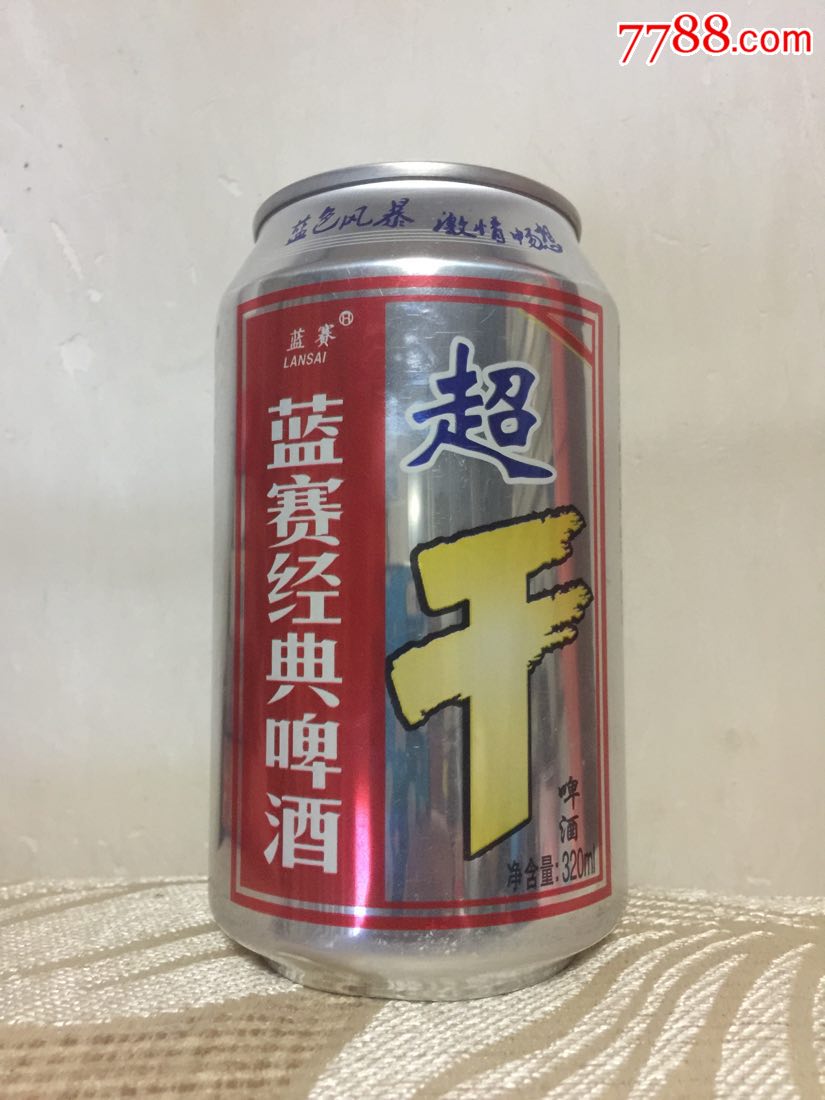 7788.com
蓝色风暴 激情畅想
蓝赛Ⓗ
LANSAI
蓝赛经典啤酒
超
干
啤酒
净含量:320ml